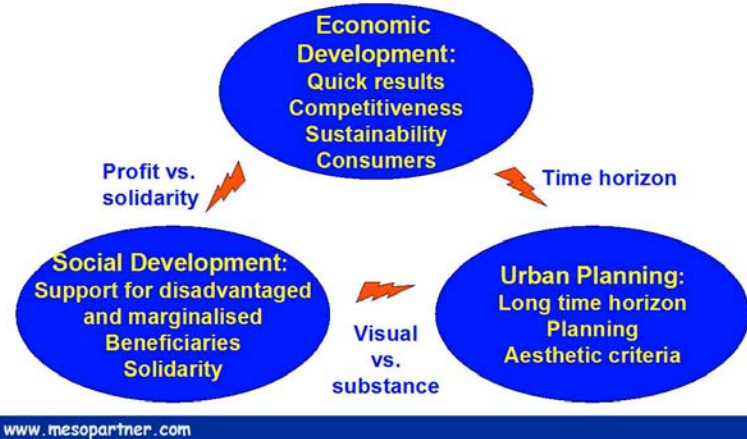 Economic
Development:
Quick results
Competitiveness
Sustainability
Consumers
Profit vs.
solidarity
Time horizon
Social Development:
Support for disadvantaged
and marginalised
Beneficiaries
Solidarity
Visual
vs.
substance
Urban Planning:
Long time horizon
Planning
Aesthetic criteria
www.mesopartner.com